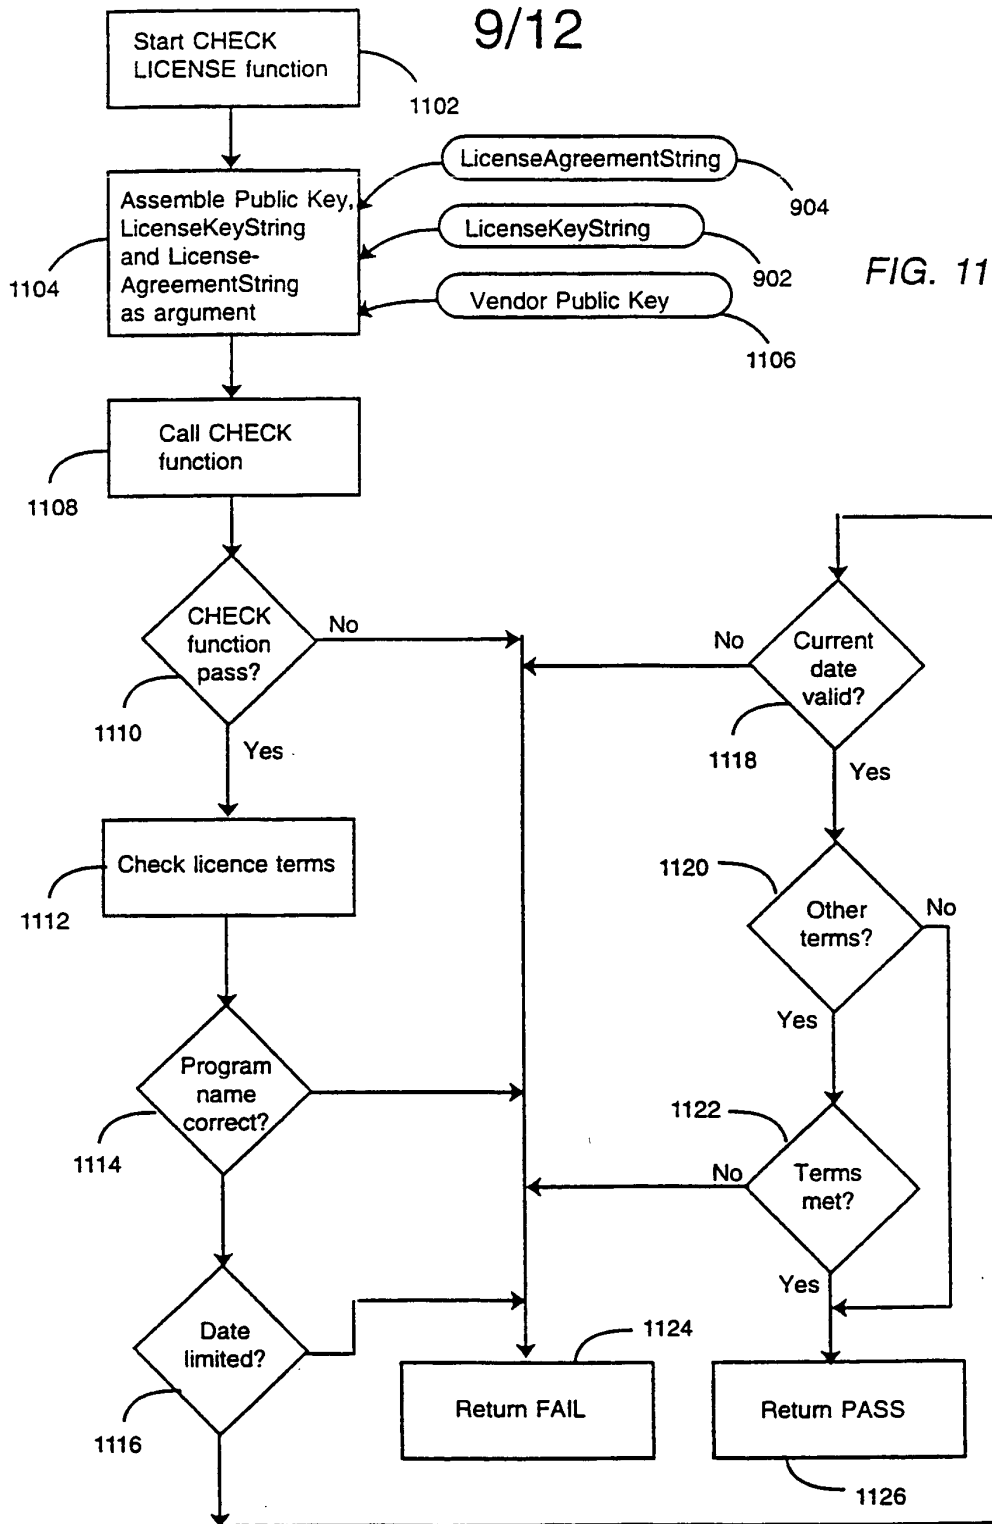 9/12
Start CHECK
LICENSE function
1102
Assemble Public Key,
LicenseKeyString
and License-
AgreementString
as argument
1104
LicenseAgreementString
904
LicenseKeyString
902
Vendor Public Key
1106
FIG. 11
Call CHECK
function
1108
CHECK
function
pass?
No
1110
Yes
Check licence terms
1112
Program
name
correct?
1114
Date
limited?
1116
Current
date
valid?
No
1118
Yes
1120
Other
terms?
No
Yes
1122
Terms
met?
No
Yes
1124
Return FAIL
Return PASS
1126